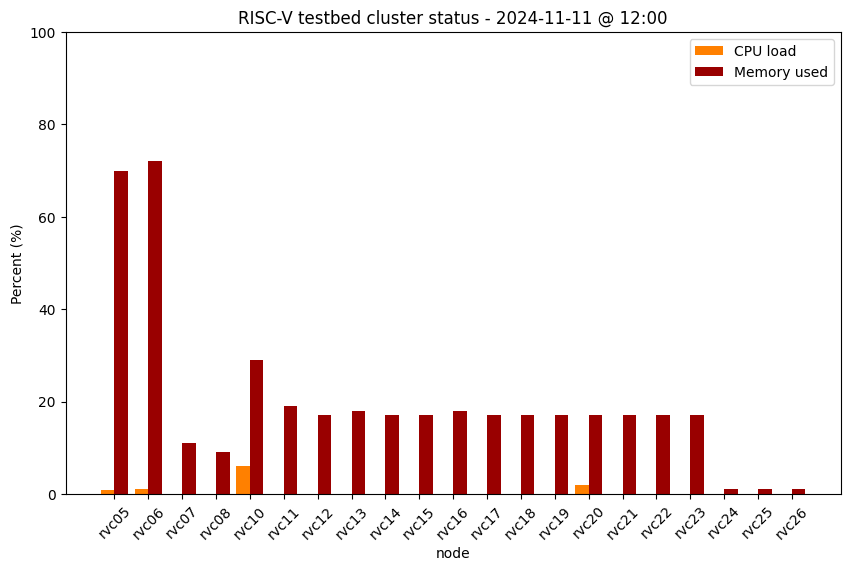 RISC-V testbed cluster status - 2024-11-11 @ 12:00
CPU load
Memory used
Percent (%)
100
80
60
40
20
0
rvc05
rvc06
rvc07
rvc08
rvc10
rvc11
rvc12
rvc13
rvc14
rvc15
rvc16
rvc17
rvc18
rvc19
rvc20
rvc21
rvc22
rvc23
rvc24
rvc25
rvc26
node